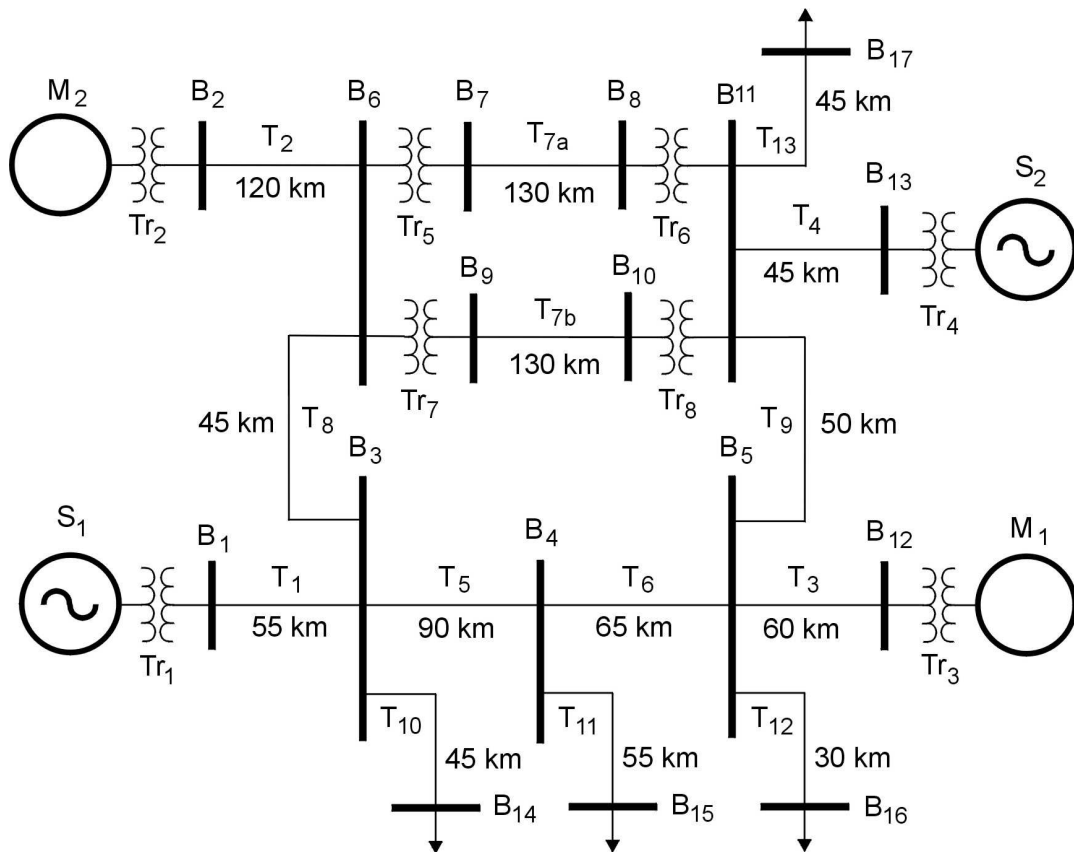 B17
M2
B2
B6
B7
B8
B11
45 km
T2
T7a
T13
B13
S2
120 km
130 km
T4
Tr2
Tr5
Tr6
B9
B10
45 km
T7b
Tr4
130 km
Tr7
Tr8
45 km
T8
T9
50 km
B3
B5
S1
B1
B4
B12
M1
T1
T5
T6
T3
55 km
90 km
65 km
60 km
Tr1
Tr3
T10
T11
T12
45 km
55 km
30 km
B14
B15
B16